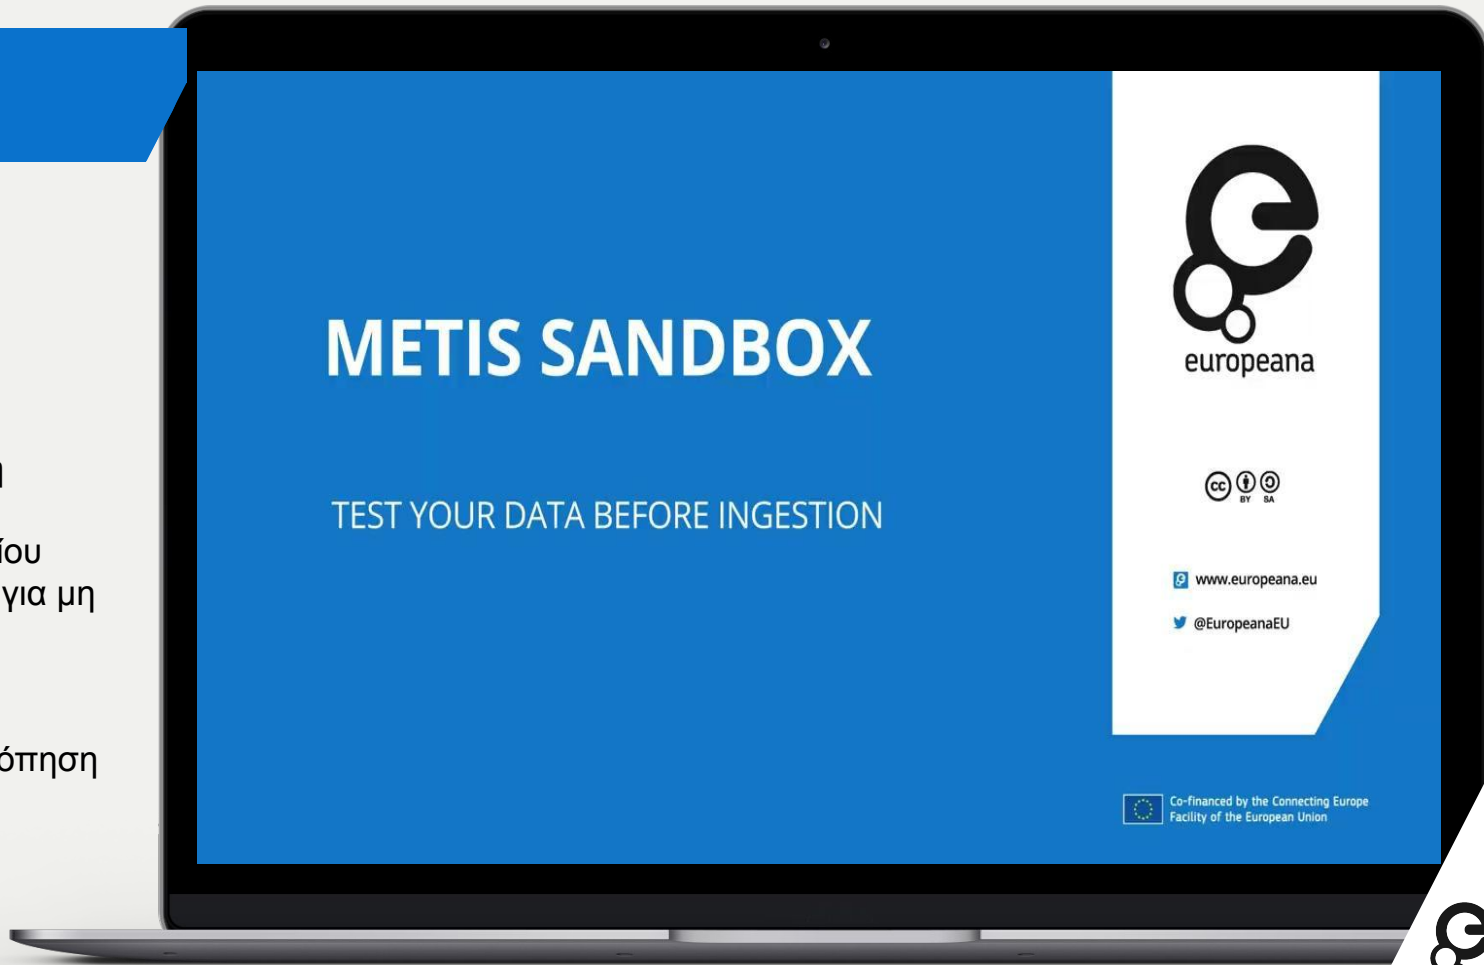 ίου
για μη
όπηση
METIS SANDBOX
TEST YOUR DATA BEFORE INGESTION
europeana
cc BY SA
www.europeana.eu
@EuropeanaEU
Co-financed by the Connecting Europe
Facility of the European Union